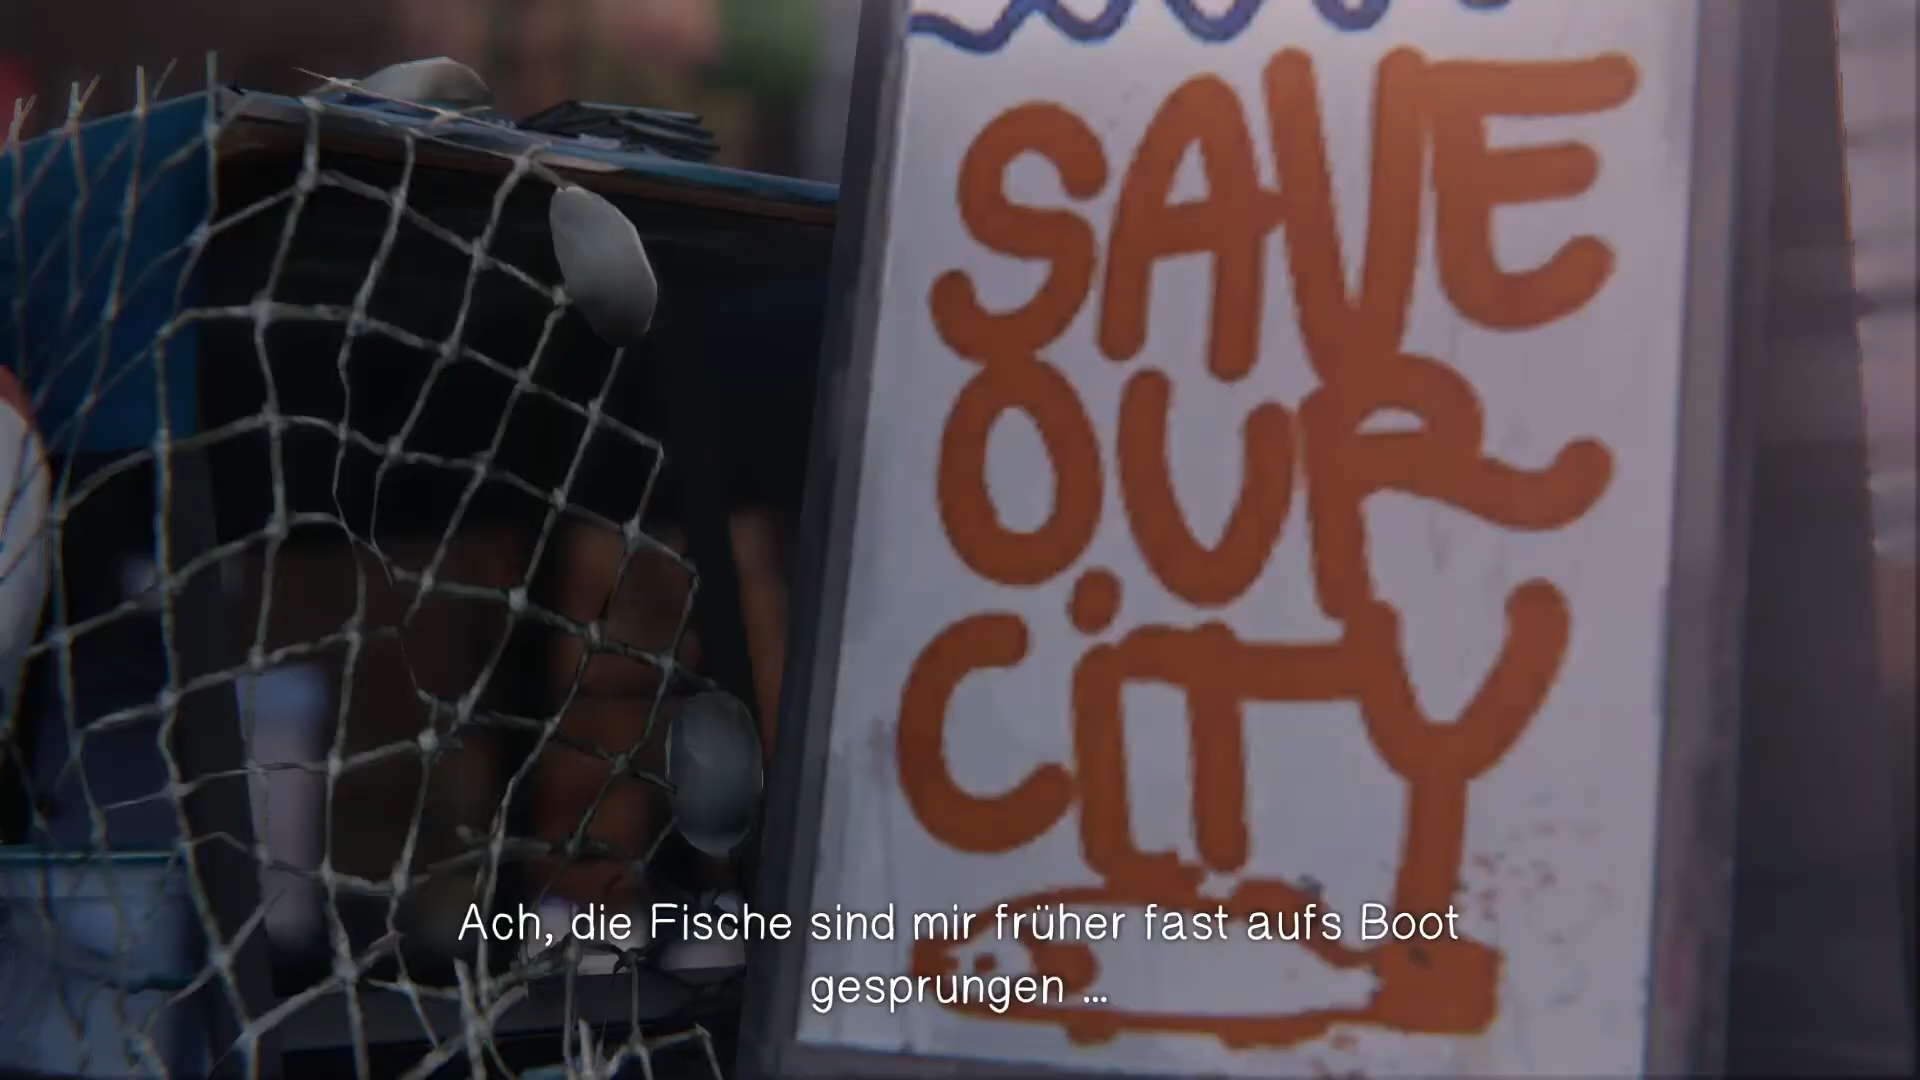 SAVE
OUR
CITY
Ach, die Fische sind mir früher fast aufs Boot
gesprungen ...